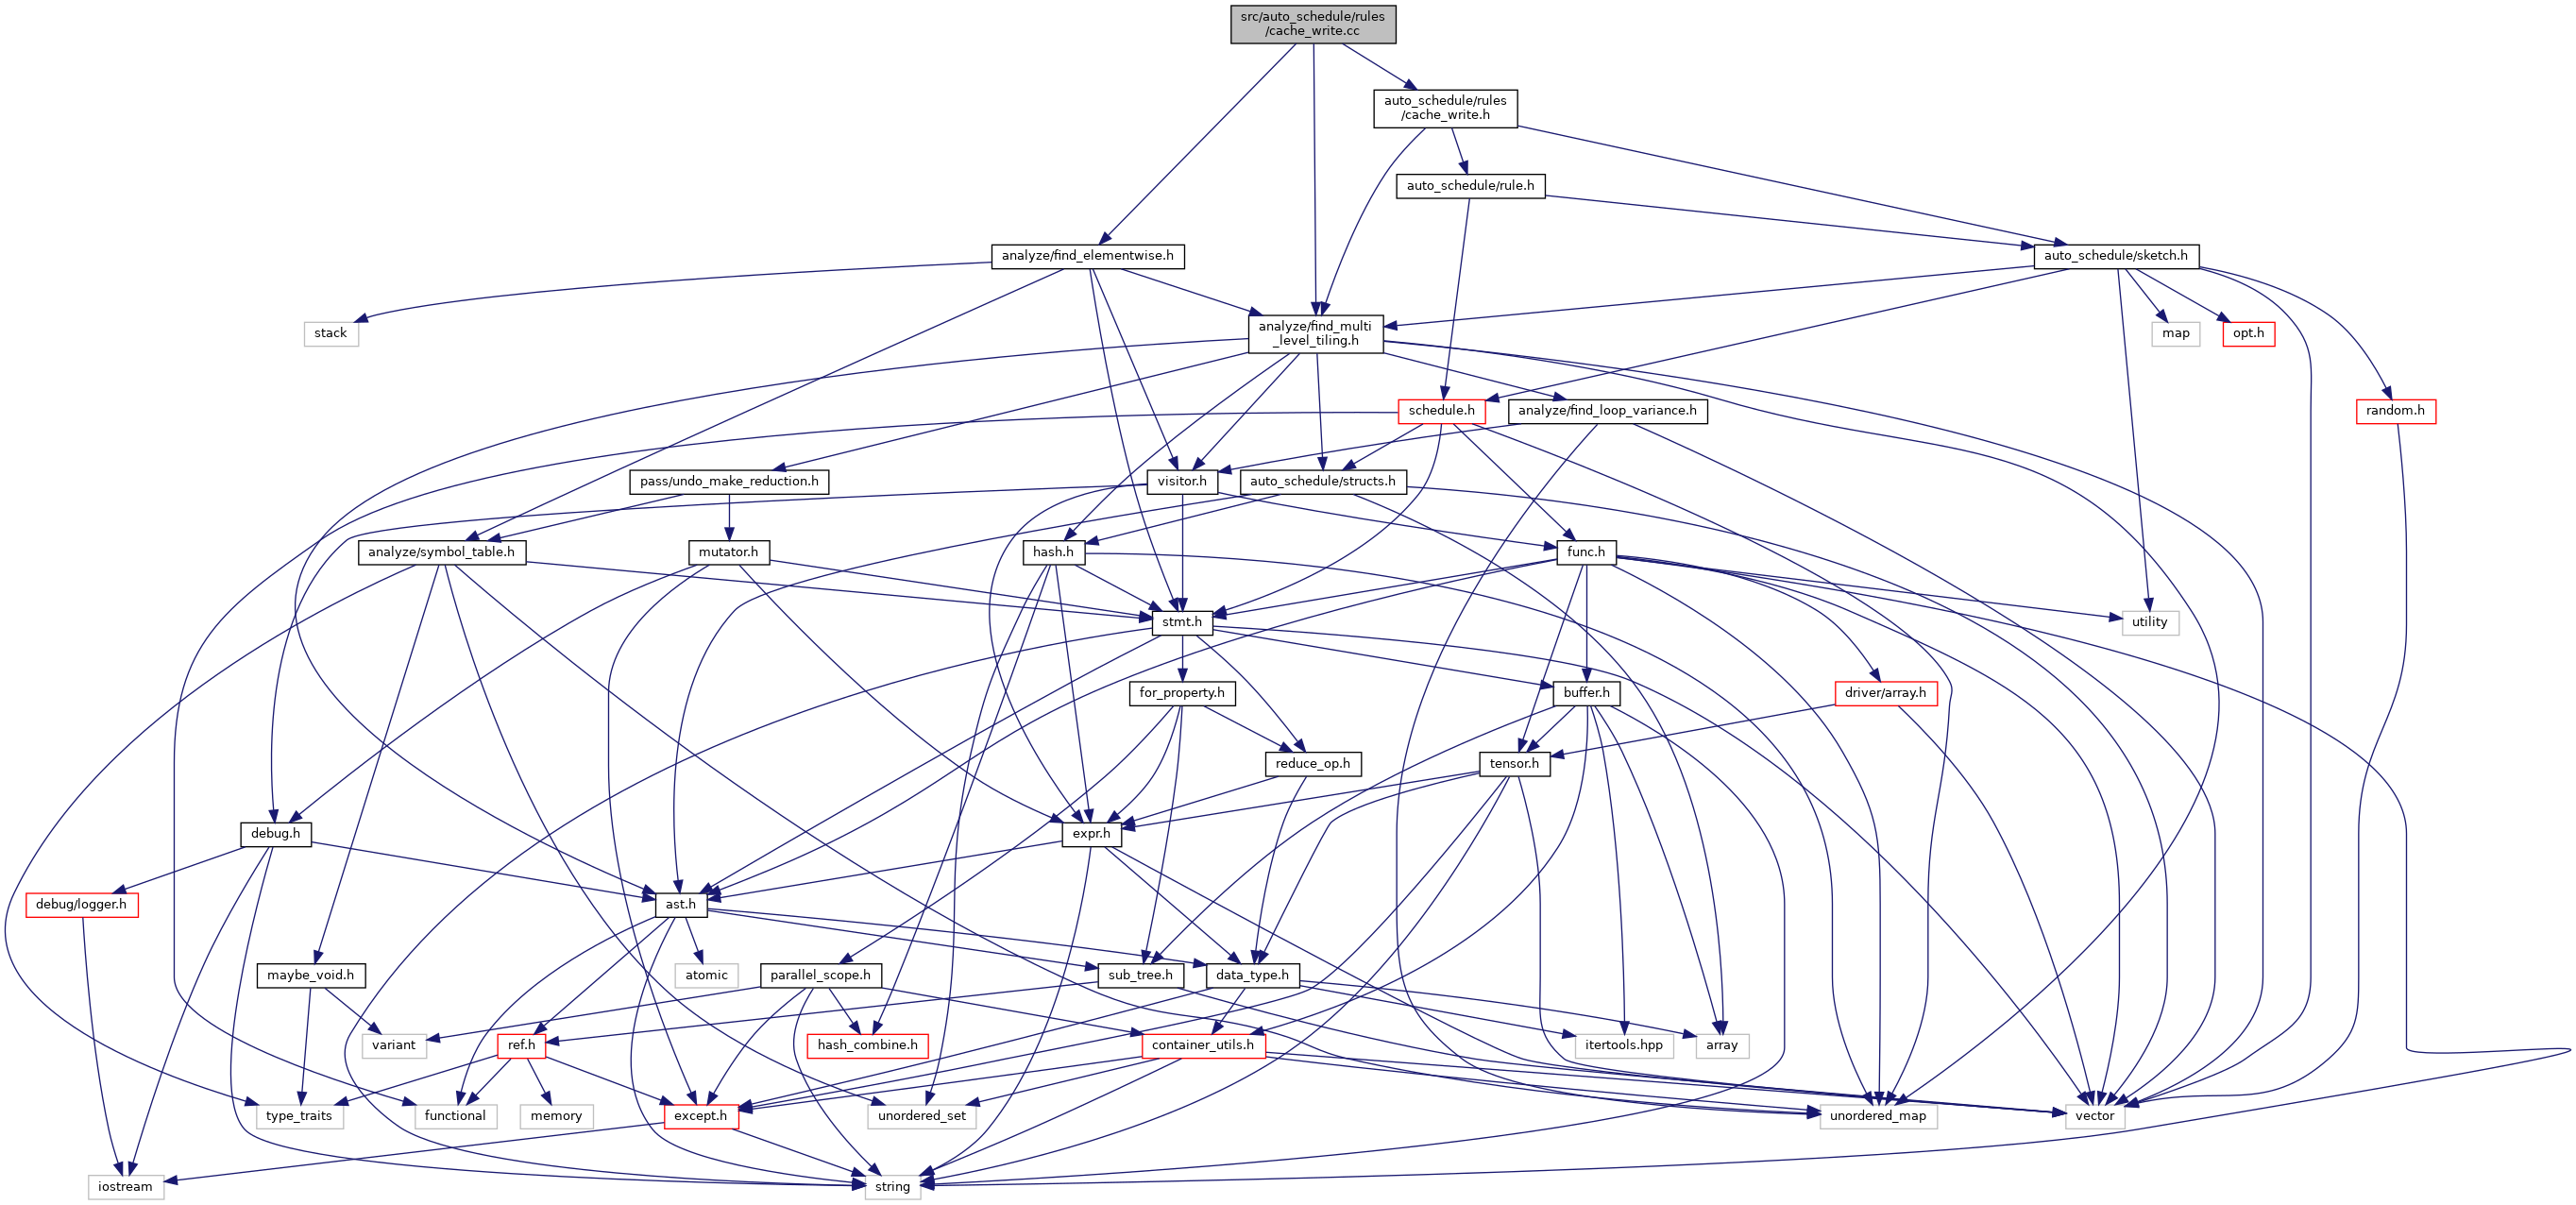 src/auto_schedule/rules
/cache_write.cc
auto_schedule/rules
/cache_write.h
auto_schedule/rule.h
analyze/find_elementwise.h
auto_schedule/sketch.h
stack
analyze/find_multi
_level_tiling.h
map
opt.h
schedule.h
analyze/find_loop_variance.h
random.h
pass/undo_make_reduction.h
visitor.h
auto_schedule/structs.h
analyze/symbol_table.h
mutator.h
hash.h
func.h
stmt.h
utility
for_property.h
buffer.h
driver/array.h
reduce_op.h
tensor.h
debug.h
expr.h
debug/logger.h
ast.h
maybe_void.h
atomic
parallel_scope.h
sub_tree.h
data_type.h
variant
ref.h
hash_combine.h
container_utils.h
itertools.hpp
array
type_traits
functional
memory
except.h
unordered_set
unordered_map
vector
iostream
string